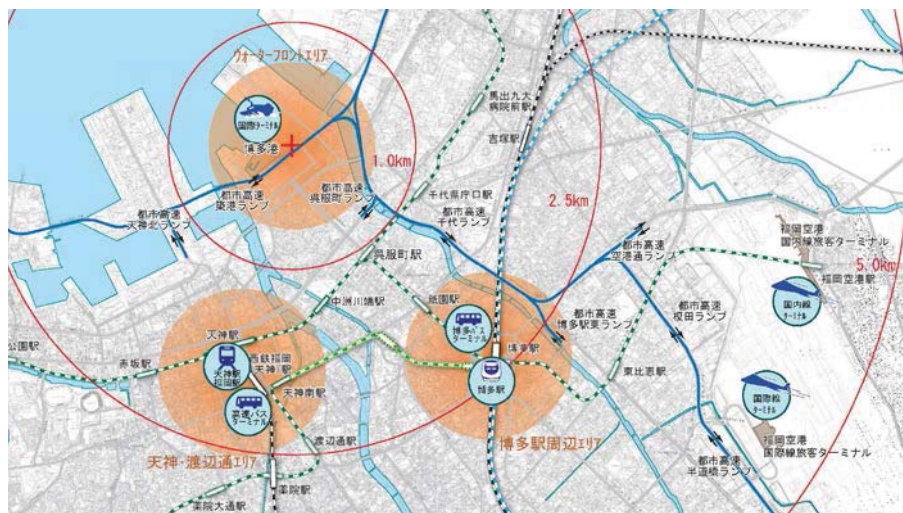 ウォーターフロントエリア
国際ターミナル
博多港
1.0km
馬出九大
病院前駅
吉塚駅
都市高速
天神北ランプ
都市高速
築港ランプ
都市高速
呉服町ランプ
千代県庁口駅
都市高速
千代ランプ
2.5km
都市高速
空港通ランプ
福岡空港
国内線旅客ターミナル
5.0km
福岡空港駅
呉服町駅
中洲川端駅
祇園駅
博多バス
ターミナル
都市高速
博多駅東ランプ
都市高速
榎田ランプ
国内線
ターミナル
公園駅
赤坂駅
天神駅
西鉄福岡
(天神)駅
天神駅
福岡駅
天神南駅
高速バス
ターミナル
博多駅
博多駅
東比恵駅
国際線
ターミナル
渡辺通駅
天神・渡辺通エリア
博多駅周辺エリア
都市高速
半道橋ランプ
福岡空港
国際線旅客ターミナル
薬院駅
薬院大通駅